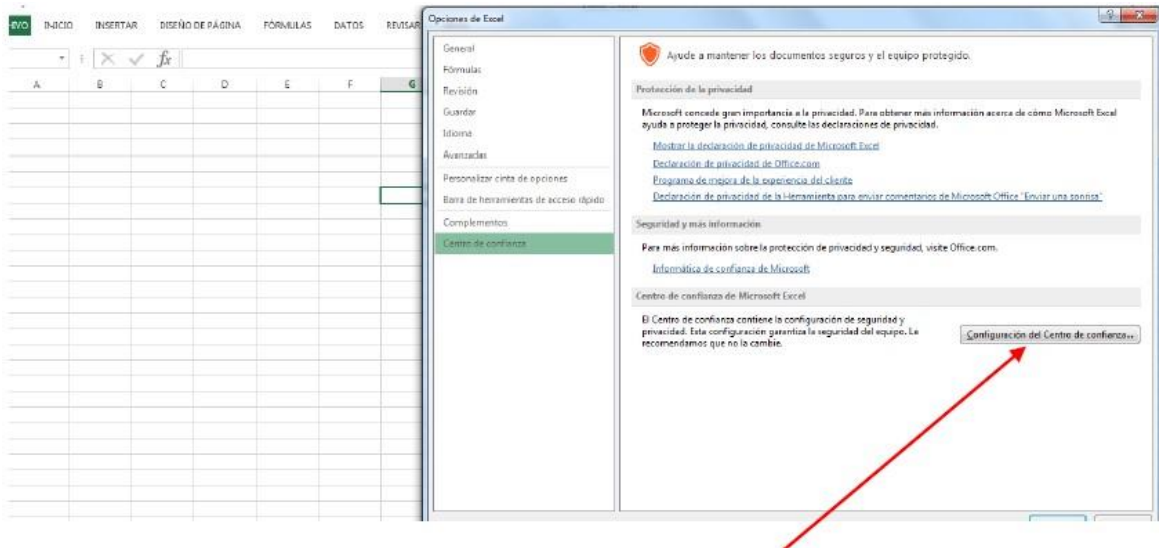 INICIO INSERTAR DISEÑO DE PÁGINA FÓRMULAS DATOS REVISAR
fx
A B C D E F G
Opciones de Excel
General
Fórmulas
Revisión
Guardar
Idioma
Avanzadas
Personalizar cinta de opciones
Barra de herramientas de acceso rápido
Complementos
Centro de confianza
Ayude a mantener los documentos seguros y el equipo protegido.
Protección de la privacidad
Microsoft concede gran importancia a la privacidad. Para obtener más información acerca de cómo Microsoft Excel
ayuda a proteger la privacidad, consulte las declaraciones de privacidad.
Mostrar la declaración de privacidad de Microsoft Excel
Declaración de privacidad de Office.com
Programa de mejora de la experiencia del cliente
Declaración de privacidad de la Herramienta para enviar comentarios de Microsoft Office "Enviar una sonrisa"
Seguridad y más información
Para más información sobre la protección de privacidad y seguridad, visite Office.com.
Informática de confianza de Microsoft
Centro de confianza de Microsoft Excel
El Centro de confianza contiene la configuración de seguridad y
privacidad. Esta configuración garantiza la seguridad del equipo. Le
recomendamos que no la cambie.
Configuración del Centro de confianza...